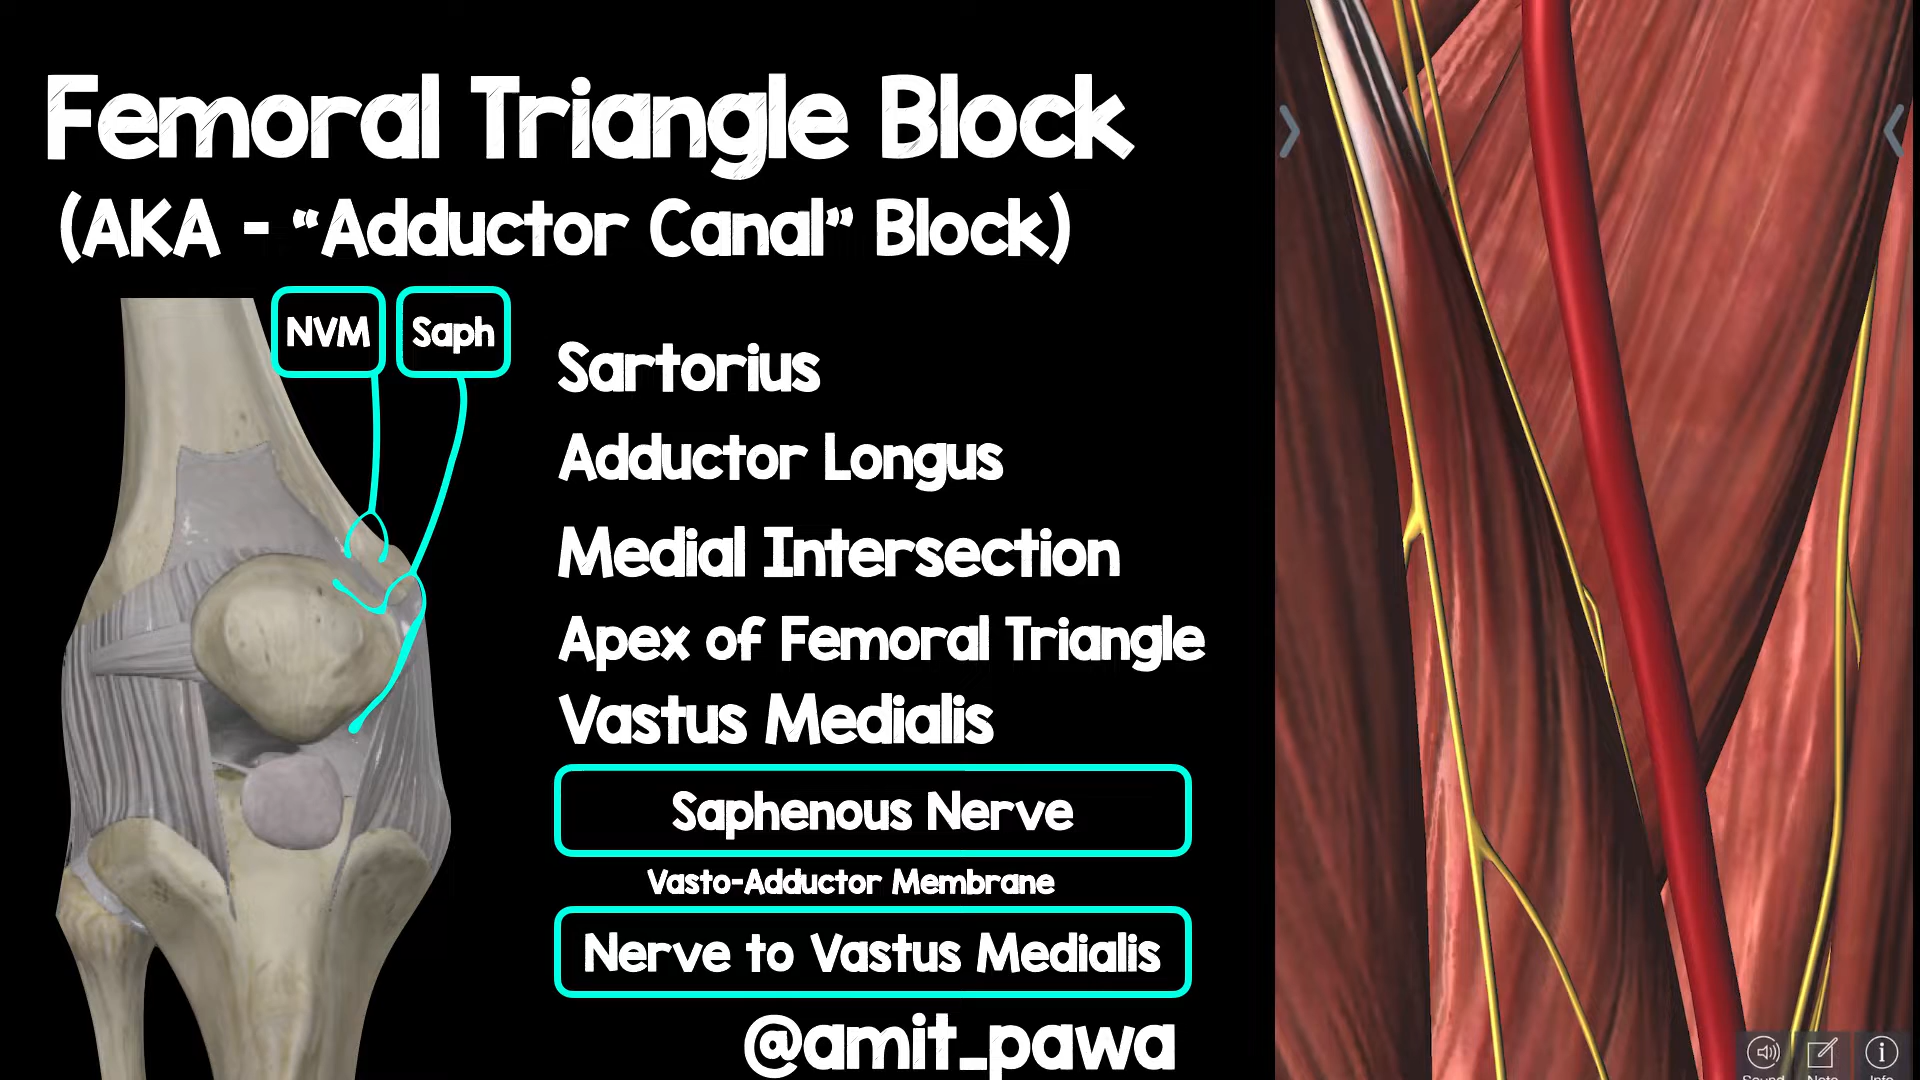 Femoral Triangle Block
(AKA - “Adductor Canal” Block)
NVM
Saph
Sartorius
Adductor Longus
Medial Intersection
Apex of Femoral Triangle
Vastus Medialis
Saphenous Nerve
Vasto-Adductor Membrane
Nerve to Vastus Medialis
@amit_pawa